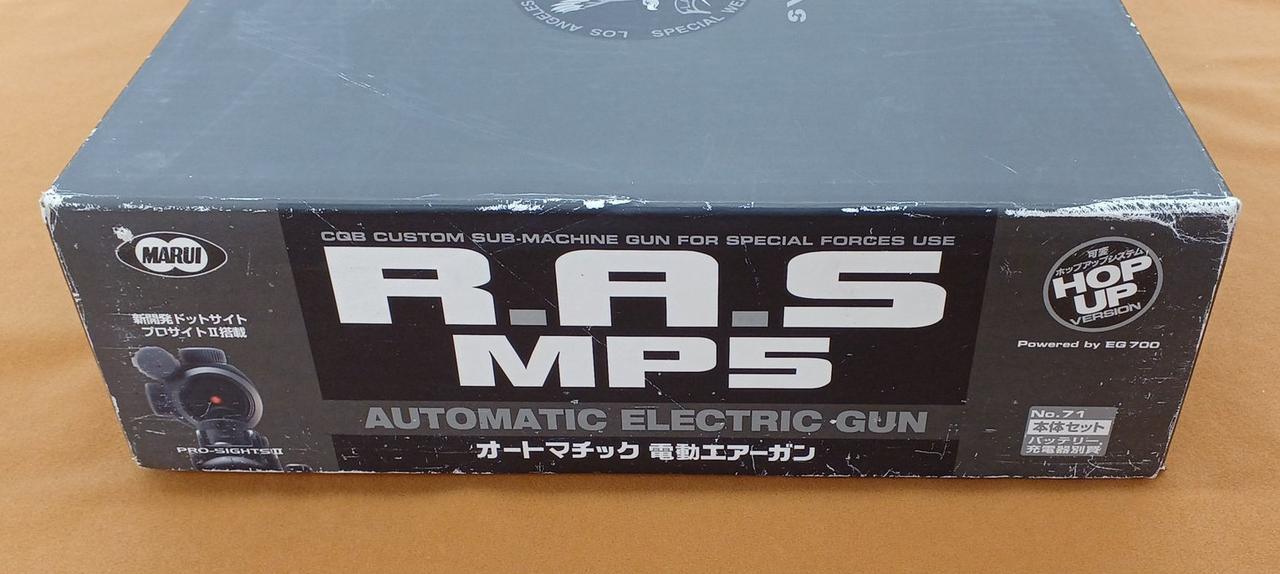 LOS ANGELES
SPECIAL WE
CQB CUSTOM SUB-MACHINE GUN FOR SPECIAL FORCES USE
MARUI
R.A.S
MP5
AUTOMATIC ELECTRIC GUN
オートマチック 電動エアーガン
新開発ドットサイト
プロサイトII搭載
PRO-SIGHTS II
可変
ホップアップシステム
HOP
UP
VERSION
Powered by EG 700
No.71
本体セット
バッテリー、
充電器別買